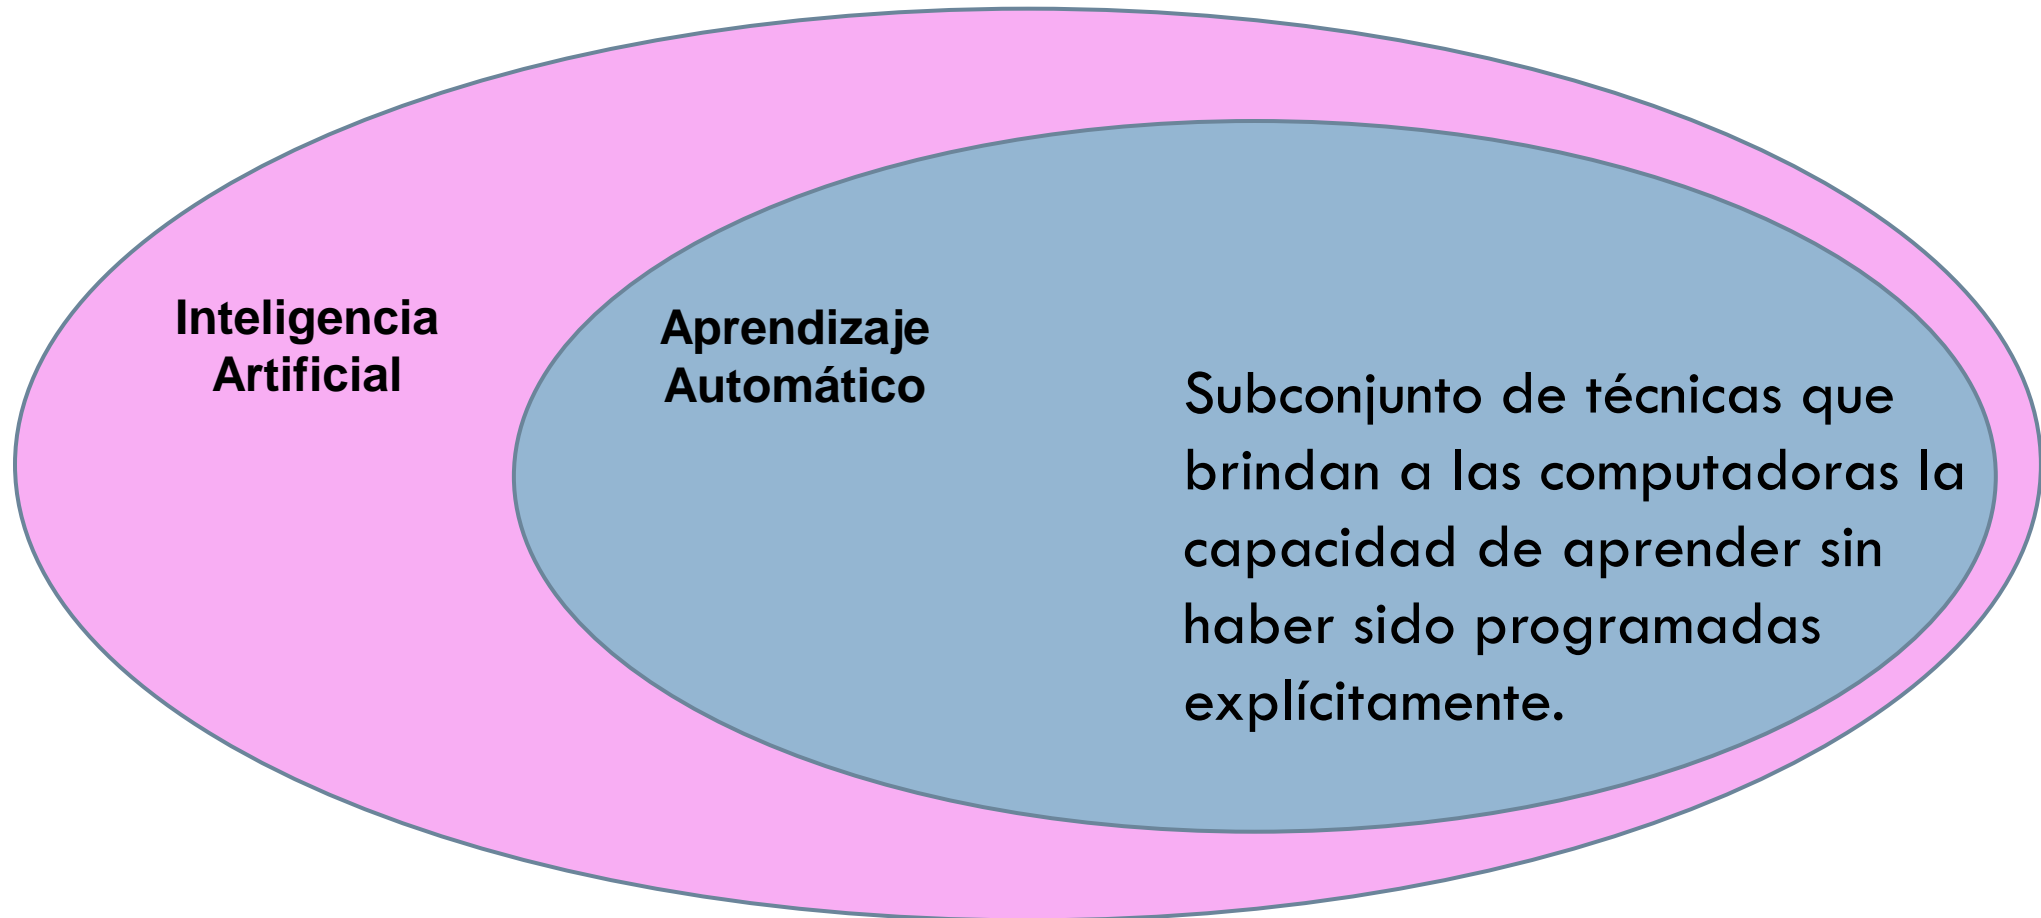 Inteligencia
Artificial
Aprendizaje
Automático
Subconjunto de técnicas que
brindan a las computadoras la
capacidad de aprender sin
haber sido programadas
explícitamente.